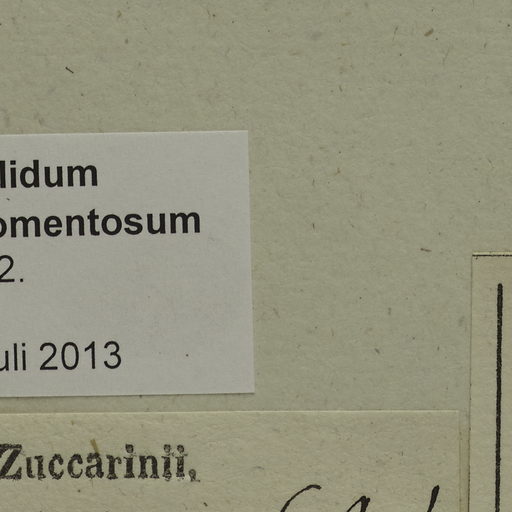 lidum
omentosum
2.
uli 2013
Zuccarinii.